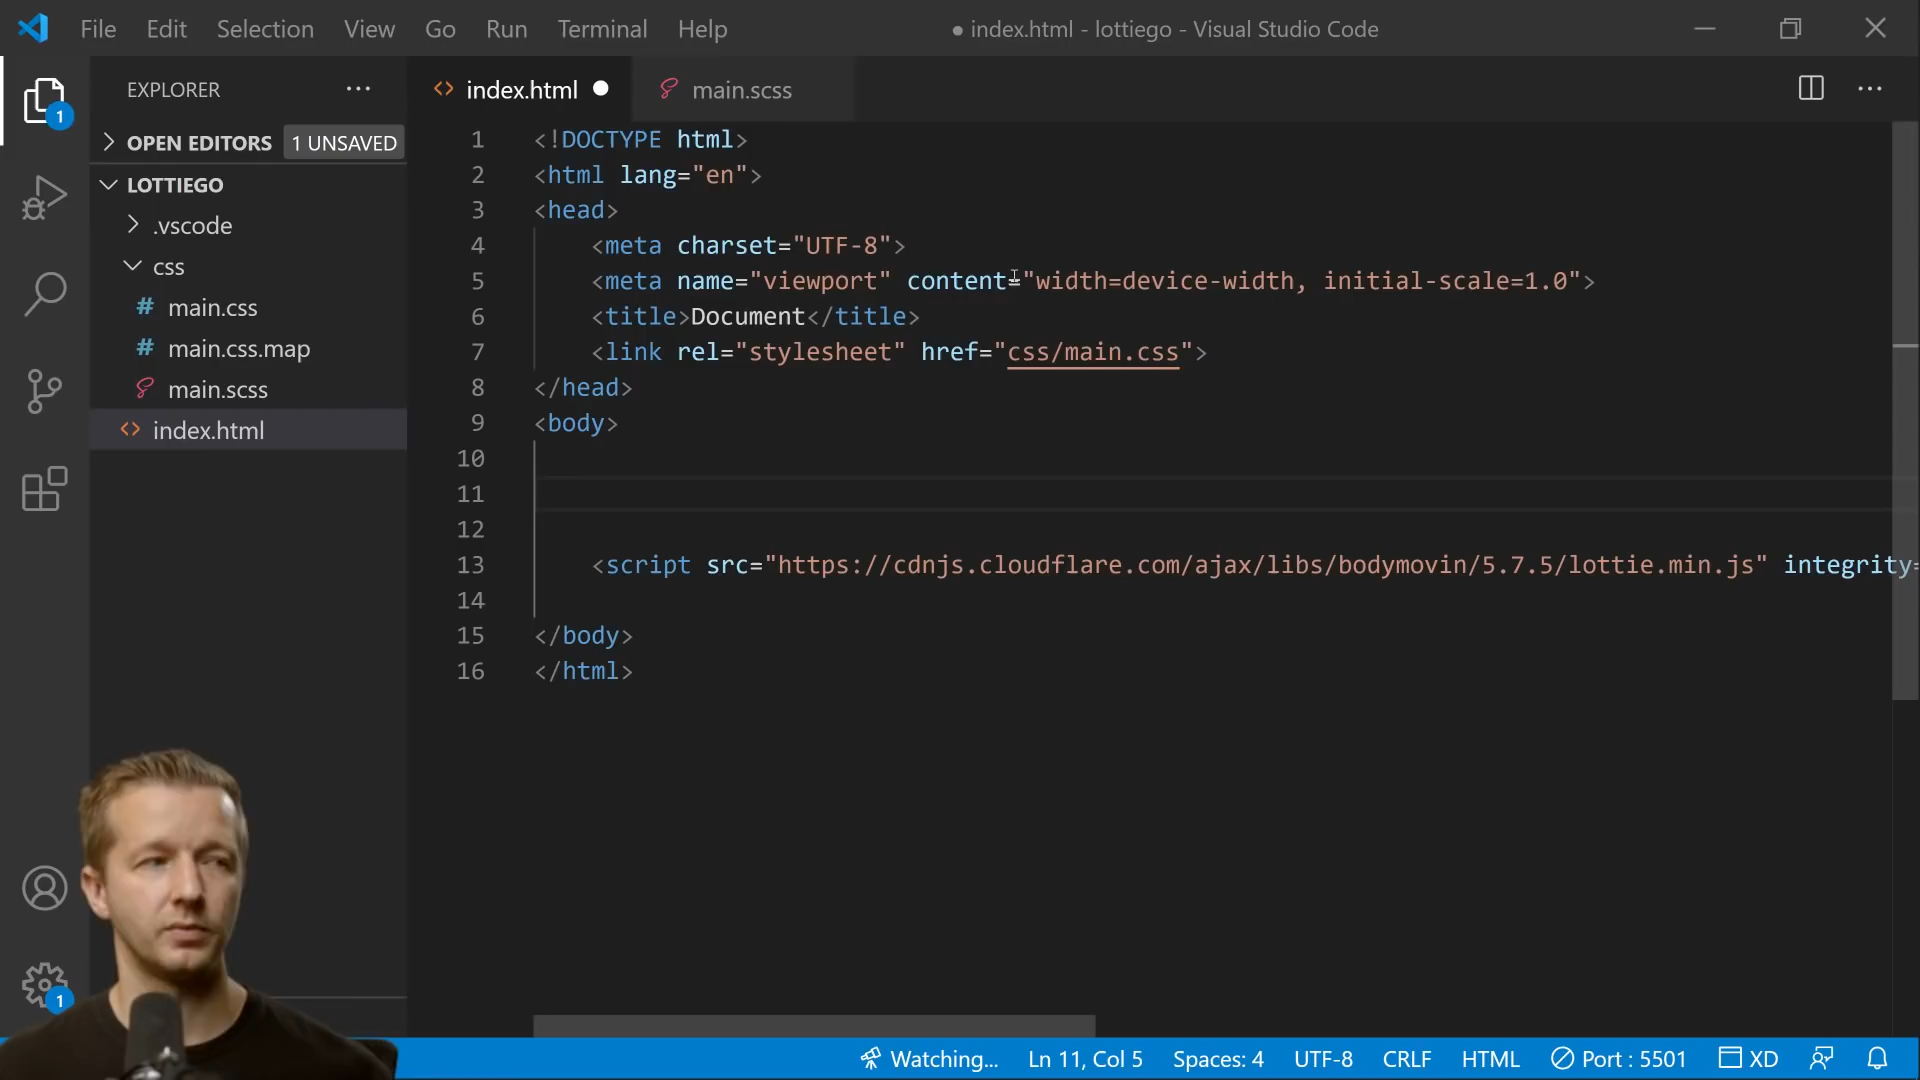 File Edit Selection View Go Run Terminal Help
● index.html - lottiego - Visual Studio Code
EXPLORER ···
OPEN EDITORS 1 UNSAVED
LOTTIEGO
.vscode
css
# main.css
# main.css.map
main.scss
<> index.html
1
1
<> index.html ●
main.scss
1 <!DOCTYPE html>
2 <html lang="en">
3 <head>
4 <meta charset="UTF-8">
5 <meta name="viewport" content="width=device-width, initial-scale=1.0">
6 <title>Document</title>
7 <link rel="stylesheet" href="css/main.css">
8 </head>
9 <body>
10
11
12
13 <script src="https://cdnjs.cloudflare.com/ajax/libs/bodymovin/5.7.5/lottie.min.js" integrity=
14
15 </body>
16 </html>
Watching... Ln 11, Col 5 Spaces: 4 UTF-8 CRLF HTML Port : 5501 XD